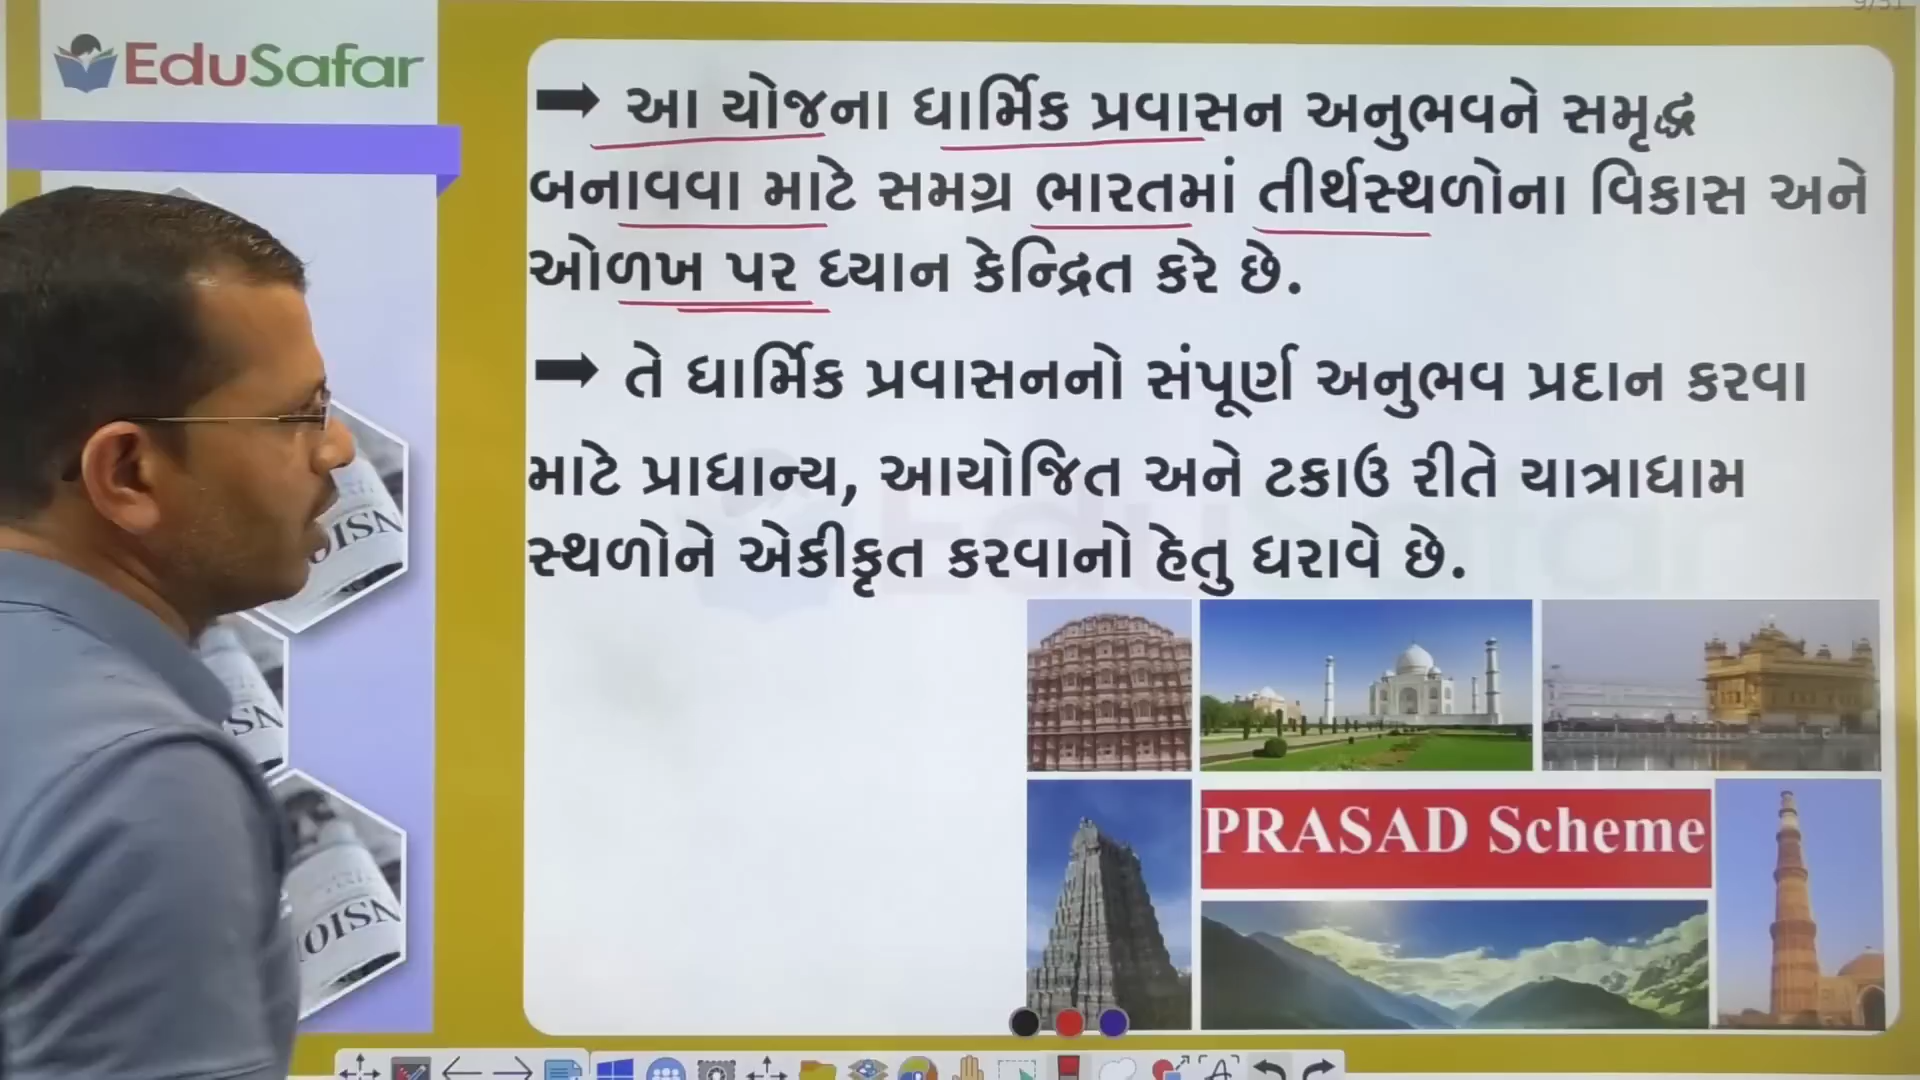 EduSafar
➡ આ યોજના ધાર્મિક પ્રવાસન અનુભવને સમૃદ્ધ
બનાવવા માટે સમગ્ર ભારતમાં તીર્થસ્થળોના વિકાસ અને
ઓળખ પર ધ્યાન કેન્દ્રિત કરે છે.
➡ તે ધાર્મિક પ્રવાસનનો સંપૂર્ણ અનુભવ પ્રદાન કરવા
માટે પ્રાધાન્ય, આયોજિત અને ટકાઉ રીતે યાત્રાધામ
સ્થળોને એકીકૃત કરવાનો હેતુ ધરાવે છે.
PRASAD Scheme